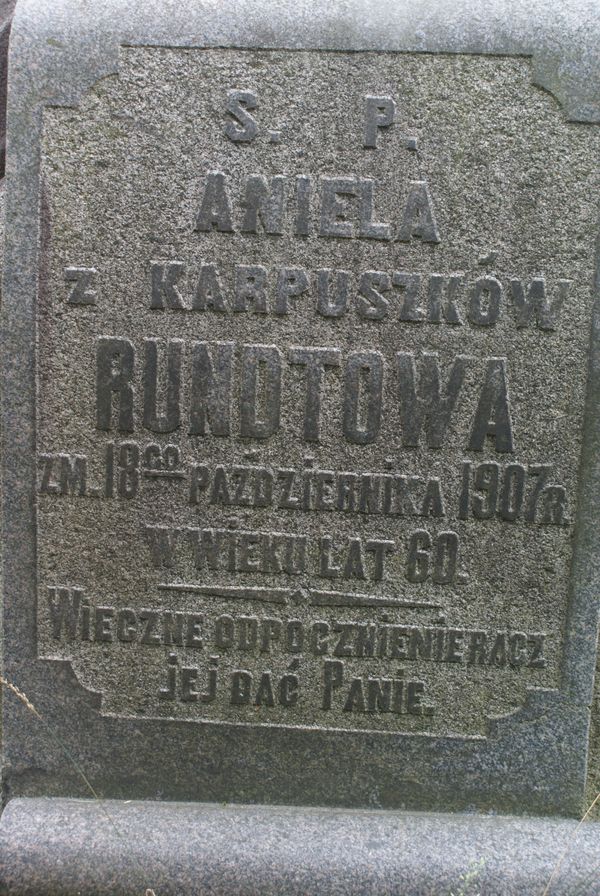 S. P.
ANIELA
z KARPUSZKÓW
RUNDTOWA
ZM. 18GO PAŹDZIERNIKA 1907 R.
W WIEKU LAT 60.
WIECZNE ODPOCZNIENIE RACZ
JEJ DAĆ PANIE.